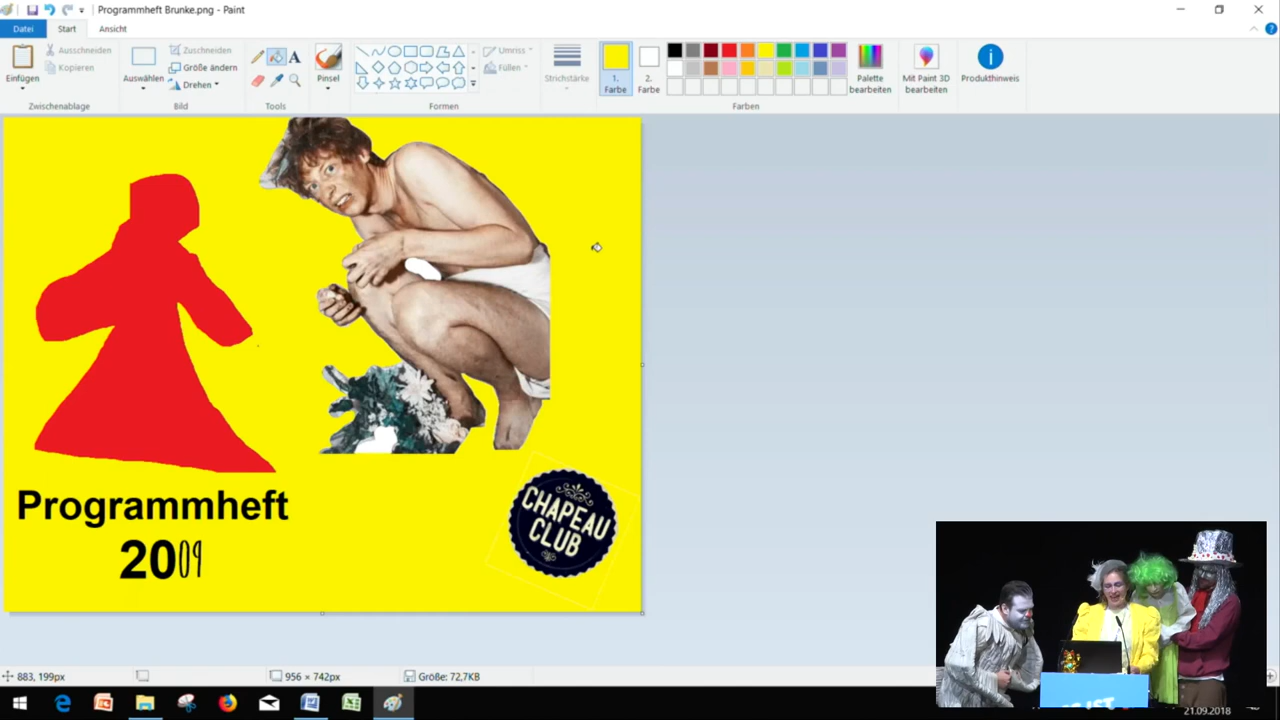 Programmheft Brunke.png - Paint
Datei Start Ansicht
Einfügen
Ausschneiden
Kopieren
Zwischenablage
Auswählen
Zuschneiden
Größe ändern
Drehen
Bild
A
Tools
Pinsel
Formen
Umriss
Füllen
Strichstärke
1. Farbe
2. Farbe
Farben
Palette bearbeiten
Mit Paint 3D bearbeiten
Produkthinweis
Programmheft
2009
CHAPEAU
CLUB
883, 199px
956 × 742px
Größe: 72,7KB
21.09.2018